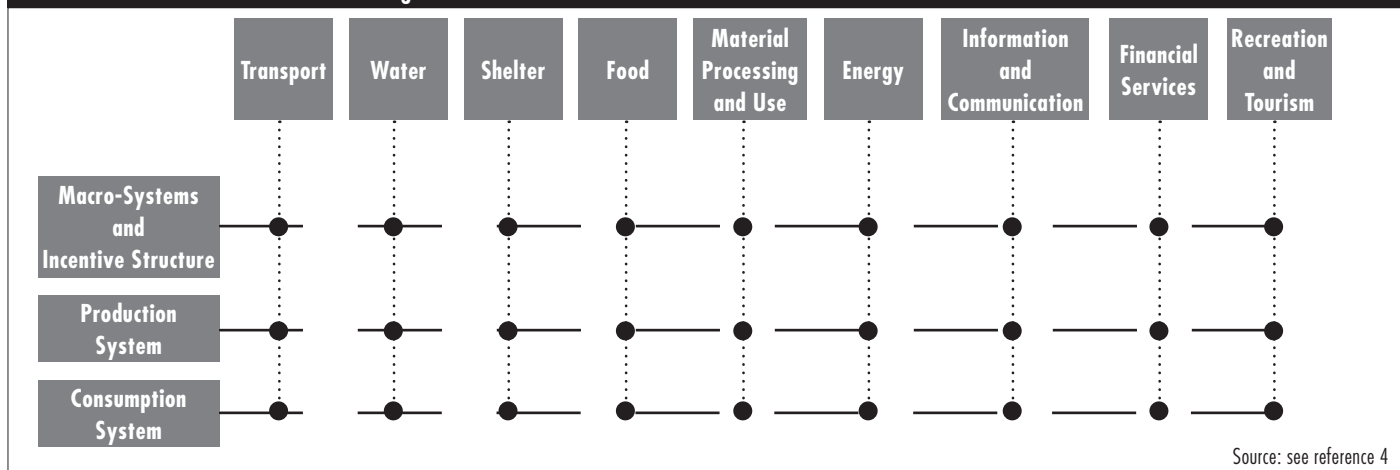 Transport
Water
Shelter
Food
Material
Processing
and Use
Energy
Information
and
Communication
Financial
Services
Recreation
and
Tourism
Macro-Systems
and
Incentive Structure
Production
System
Consumption
System
Source: see reference 4